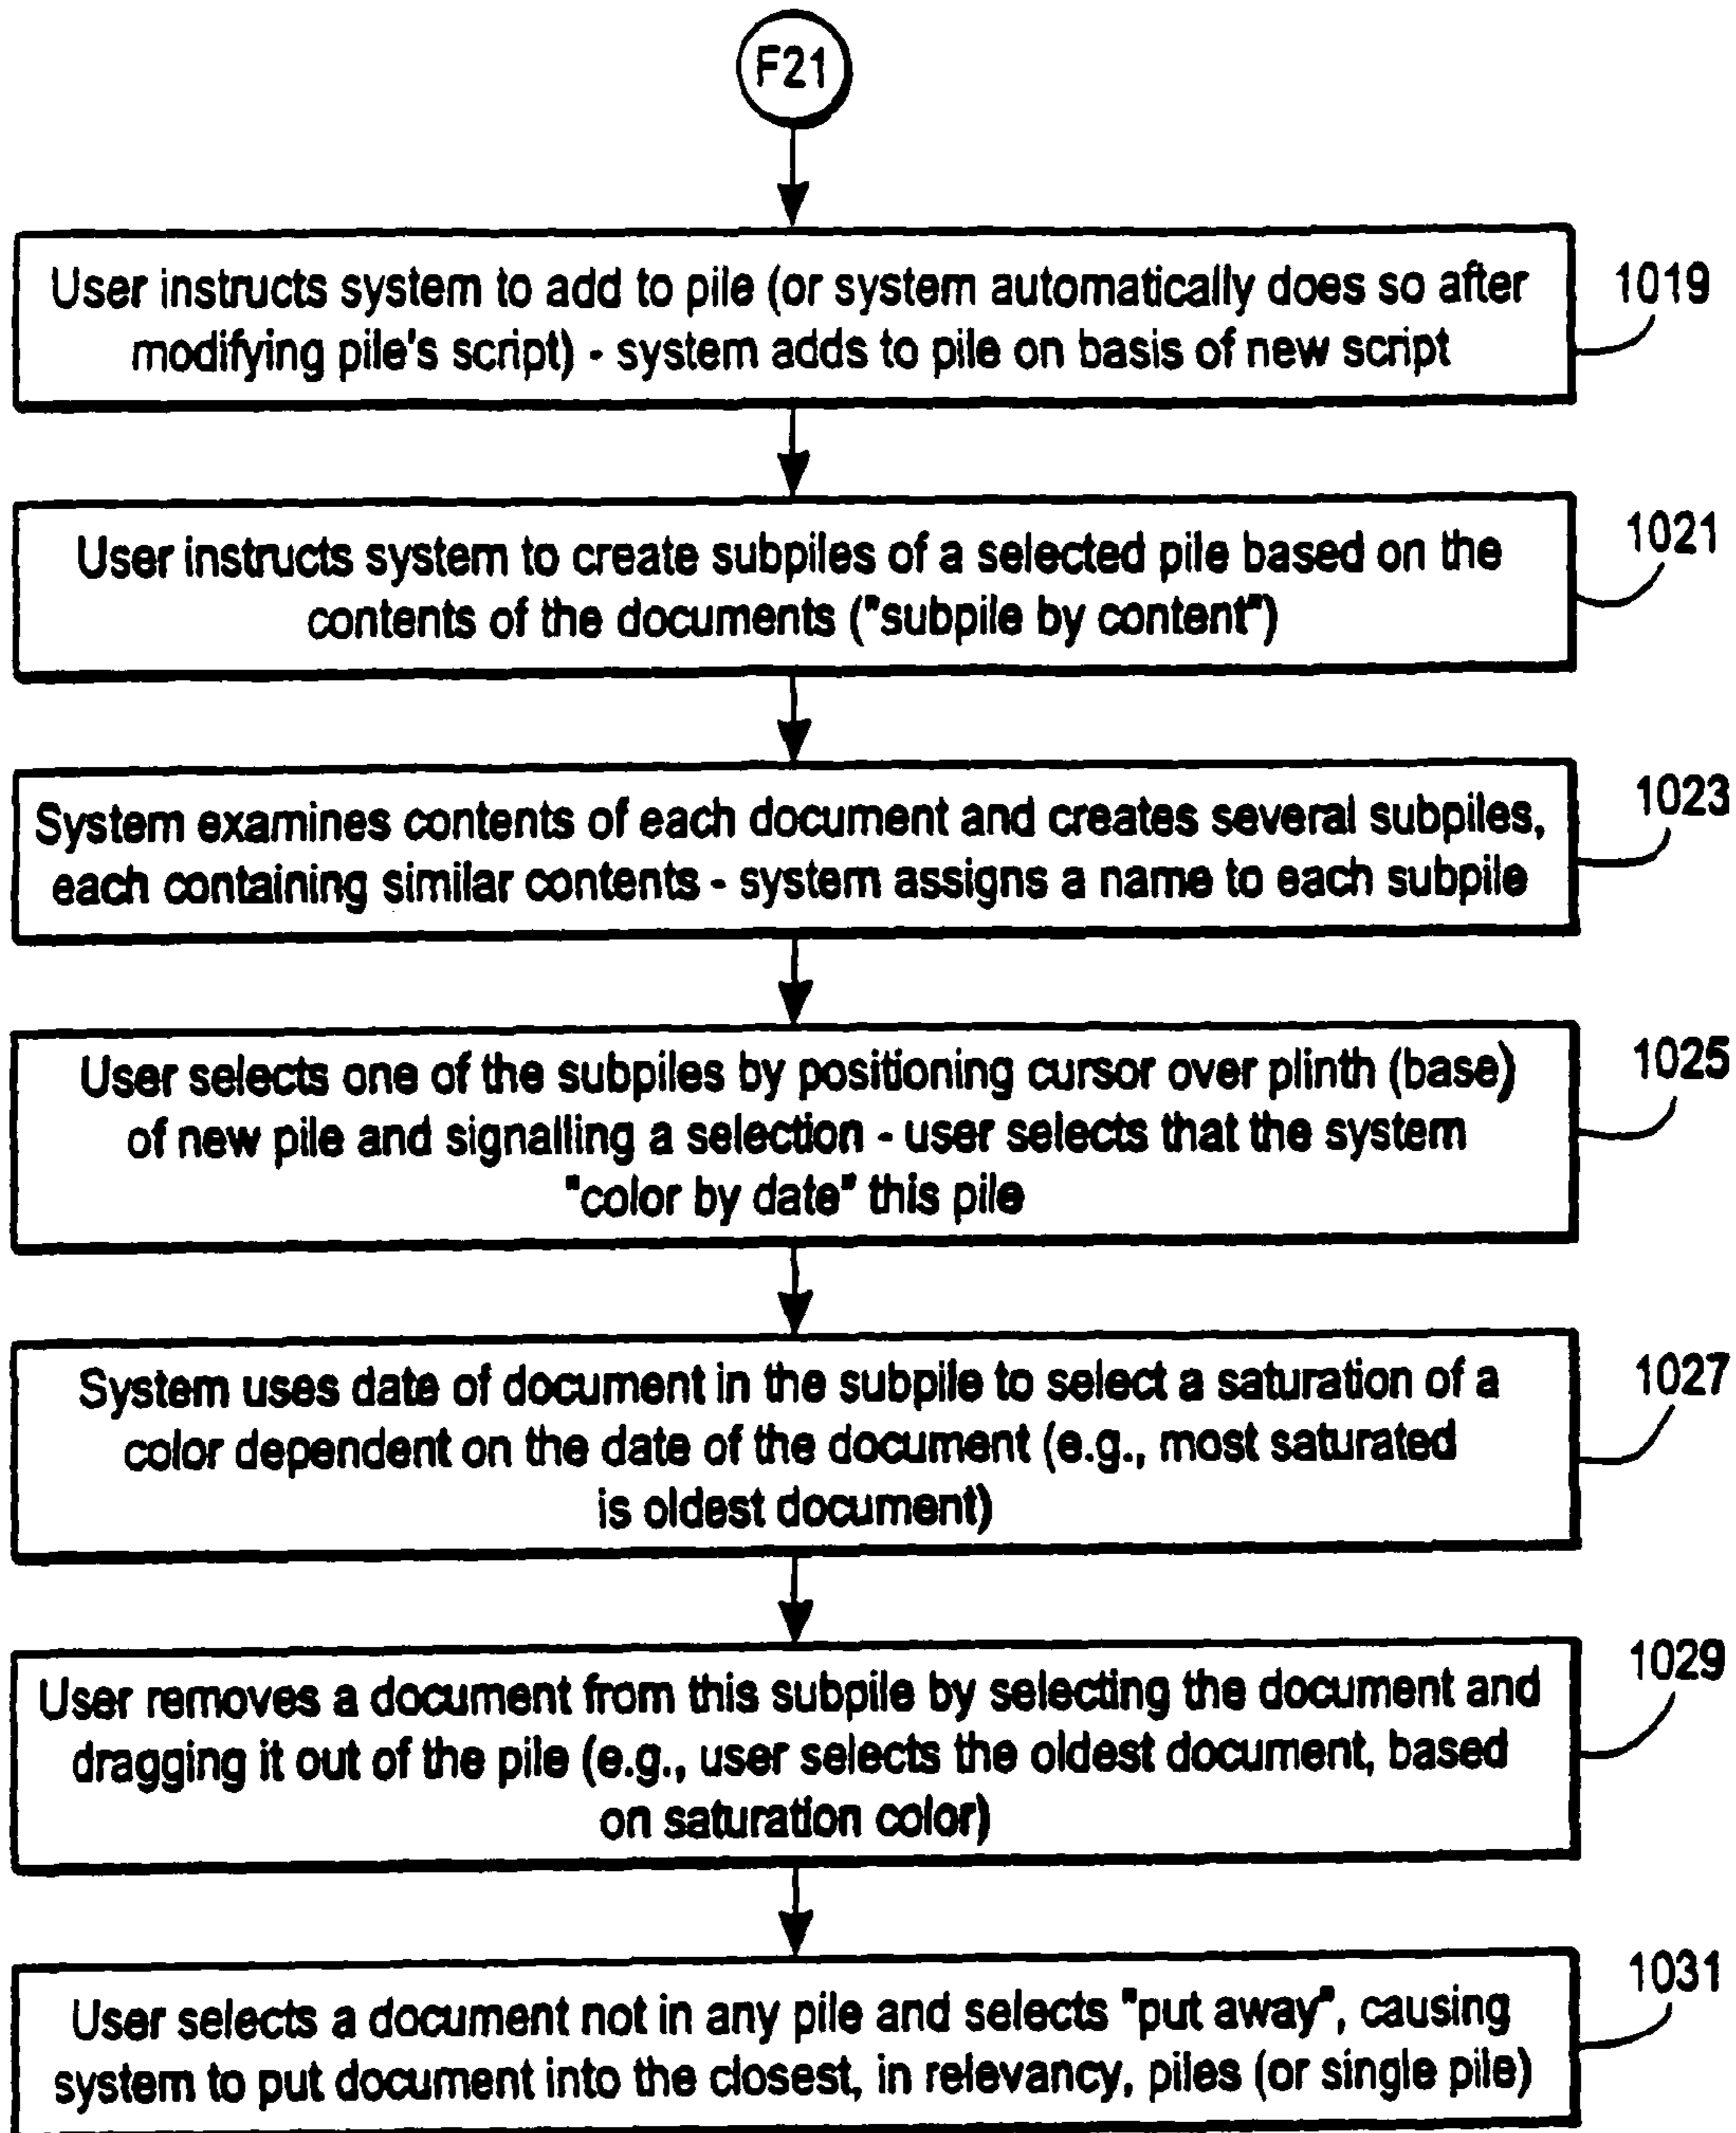 F21
User instructs system to add to pile (or system automatically does so after
modifying pile's script) - system adds to pile on basis of new script
1019
User instructs system to create subpiles of a selected pile based on the
contents of the documents ("subpile by content")
1021
System examines contents of each document and creates several subpiles,
each containing similar contents - system assigns a name to each subpile
1023
User selects one of the subpiles by positioning cursor over plinth (base)
of new pile and signalling a selection - user selects that the system
"color by date" this pile
1025
System uses date of document in the subpile to select a saturation of a
color dependent on the date of the document (e.g., most saturated
is oldest document)
1027
User removes a document from this subpile by selecting the document and
dragging it out of the pile (e.g., user selects the oldest document, based
on saturation color)
1029
User selects a document not in any pile and selects "put away", causing
system to put document into the closest, in relevancy, piles (or single pile)
1031